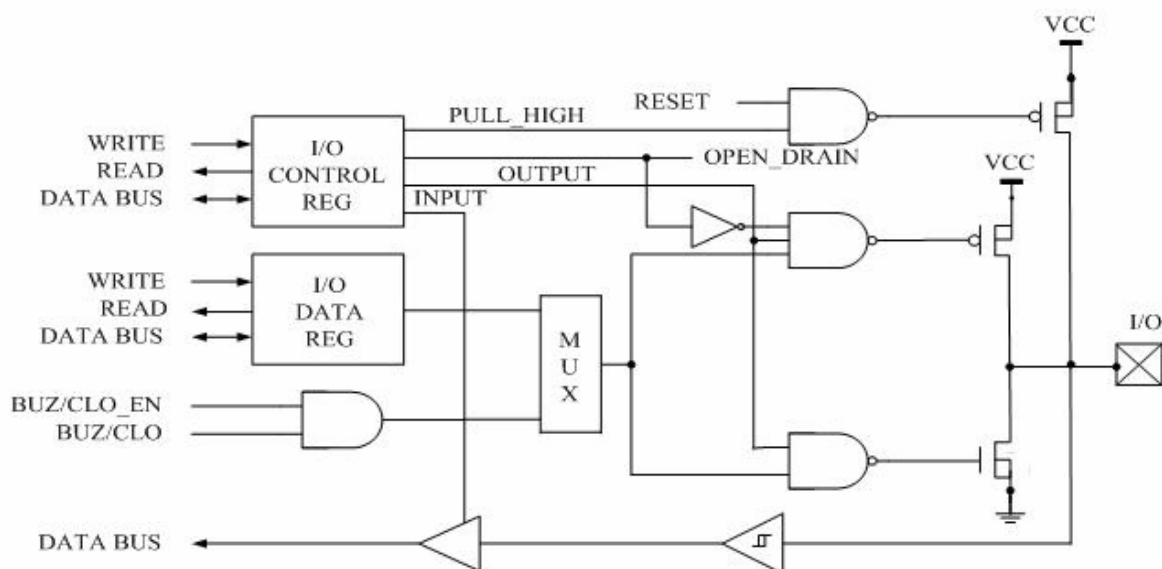 VCC
RESET
PULL_HIGH
WRITE
READ
DATA BUS
I/O
CONTROL
REG
OPEN_DRAIN
OUTPUT
INPUT
VCC
WRITE
READ
DATA BUS
I/O
DATA
REG
M
U
X
I/O
BUZ/CLO_EN
BUZ/CLO
DATA BUS